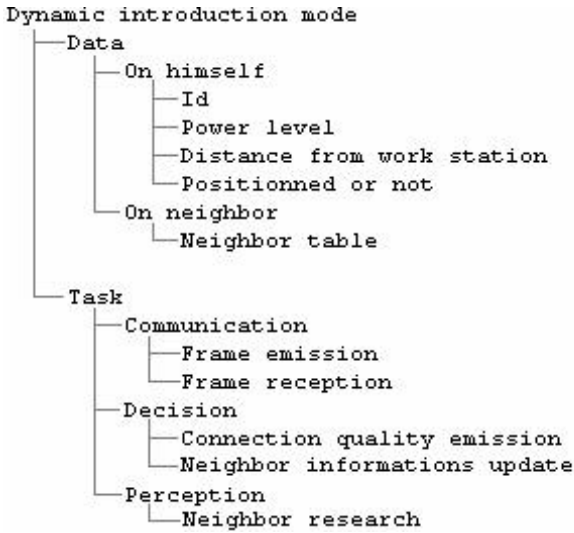 Dynamic introduction mode
Data
On himself
Id
Power level
Distance from work station
Positionned or not
On neighbor
Neighbor table
Task
Communication
Frame emission
Frame reception
Decision
Connection quality emission
Neighbor informations update
Perception
Neighbor research